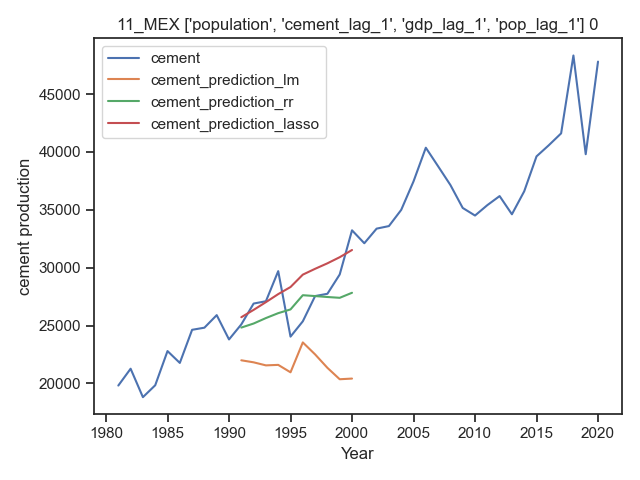 11_MEX ['population', 'cement_lag_1', 'gdp_lag_1', 'pop_lag_1'] 0
cement
cement_prediction_lm
cement_prediction_rr
cement_prediction_lasso
cement production
45000
40000
35000
30000
25000
20000
1980 1985 1990 1995 2000 2005 2010 2015 2020
Year